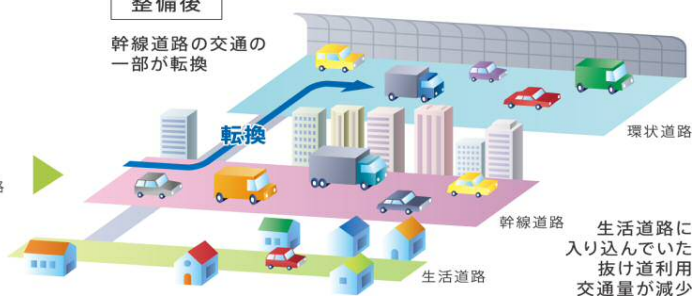 整備後
幹線道路の交通の
一部が転換
転換
環状道路
幹線道路
生活道路
生活道路に
入り込んでいた
抜け道利用
交通量が減少